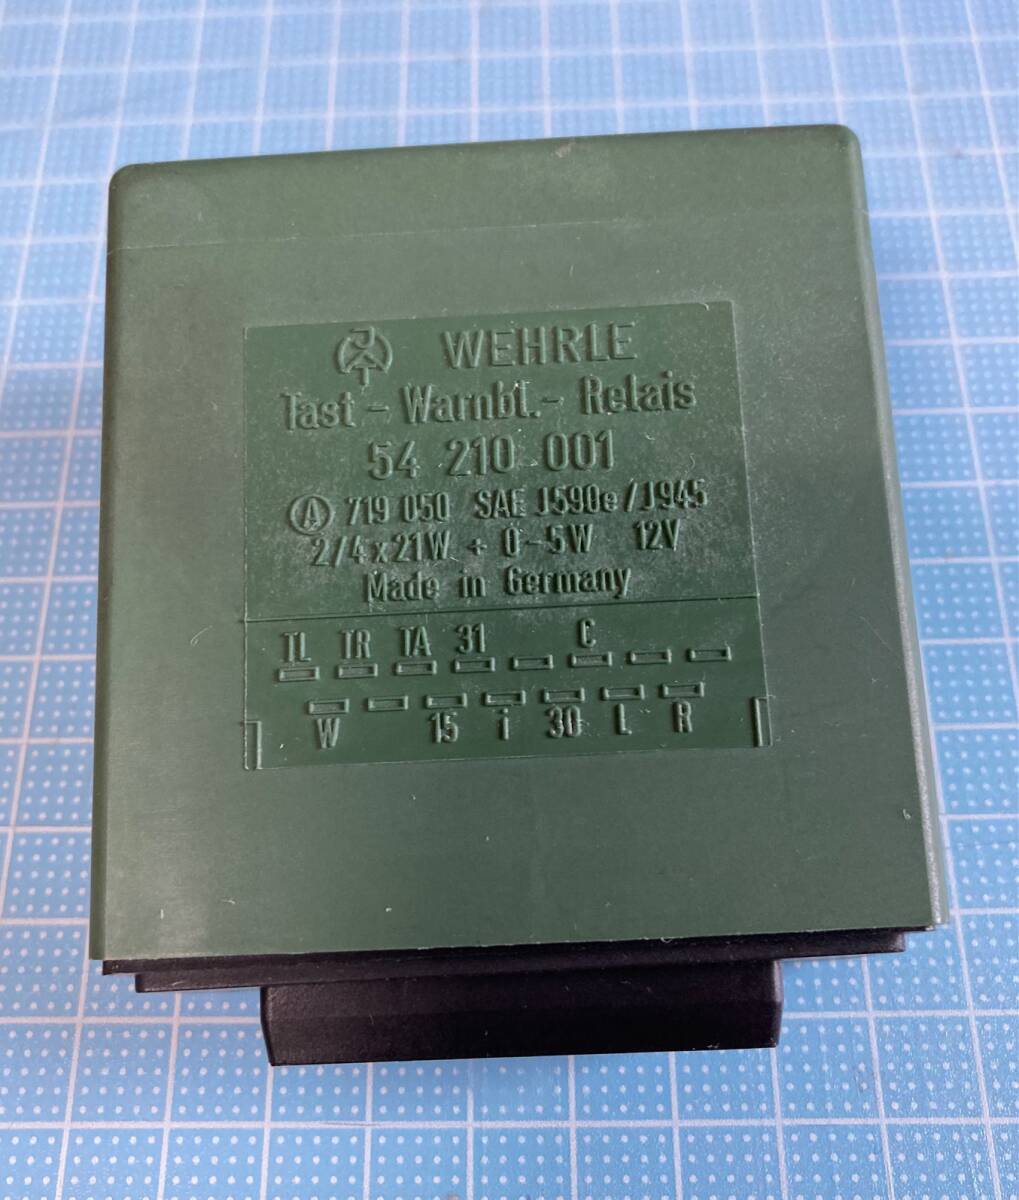 WEHRLE
Tast - Warnbl. - Relais
54 210 001
A 719 050 SAE J590e/J945
2/4x21W + 0-5W 12V
Made in Germany
TL TR TA 31 C
W 15 i 30 L R